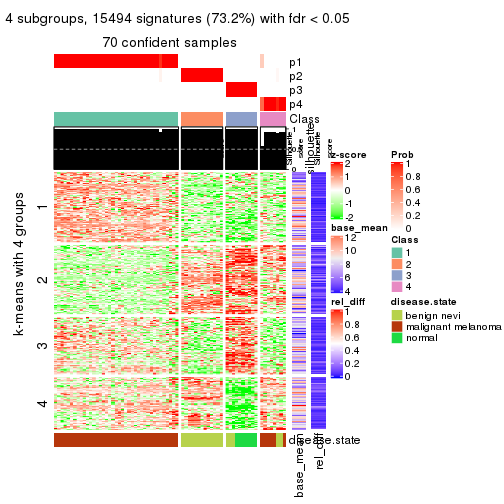 4 subgroups, 15494 signatures (73.2%) with fdr < 0.05
70 confident samples
p1
p2
p3
p4
Class
1
0
Silhouette
score
silhouette
k-means with 4 groups
1
2
3
4
disease.state
base_mean
rel_diff
z-score
2
1
0
-1
-2
base_mean
12
10
8
6
4
rel_diff
1
0.8
0.6
0.4
0.2
0
Prob
1
0.8
0.6
0.4
0.2
0
Class
1
2
3
4
disease.state
benign nevi
malignant melanoma
normal